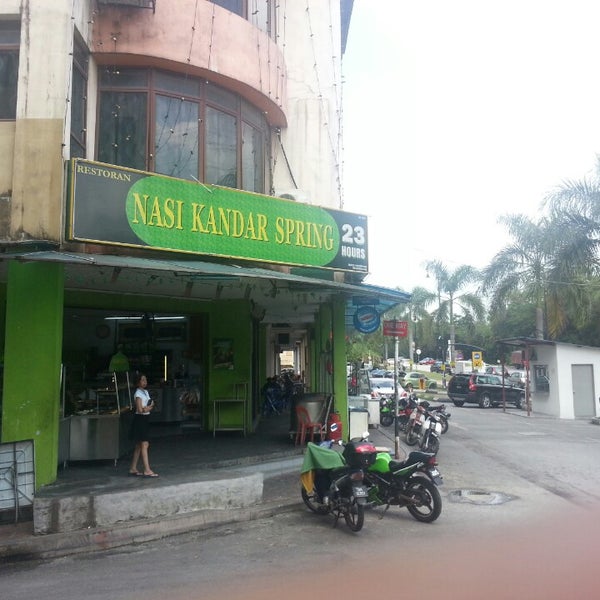 RESTORAN
NASI KANDAR SPRING
23
HOURS